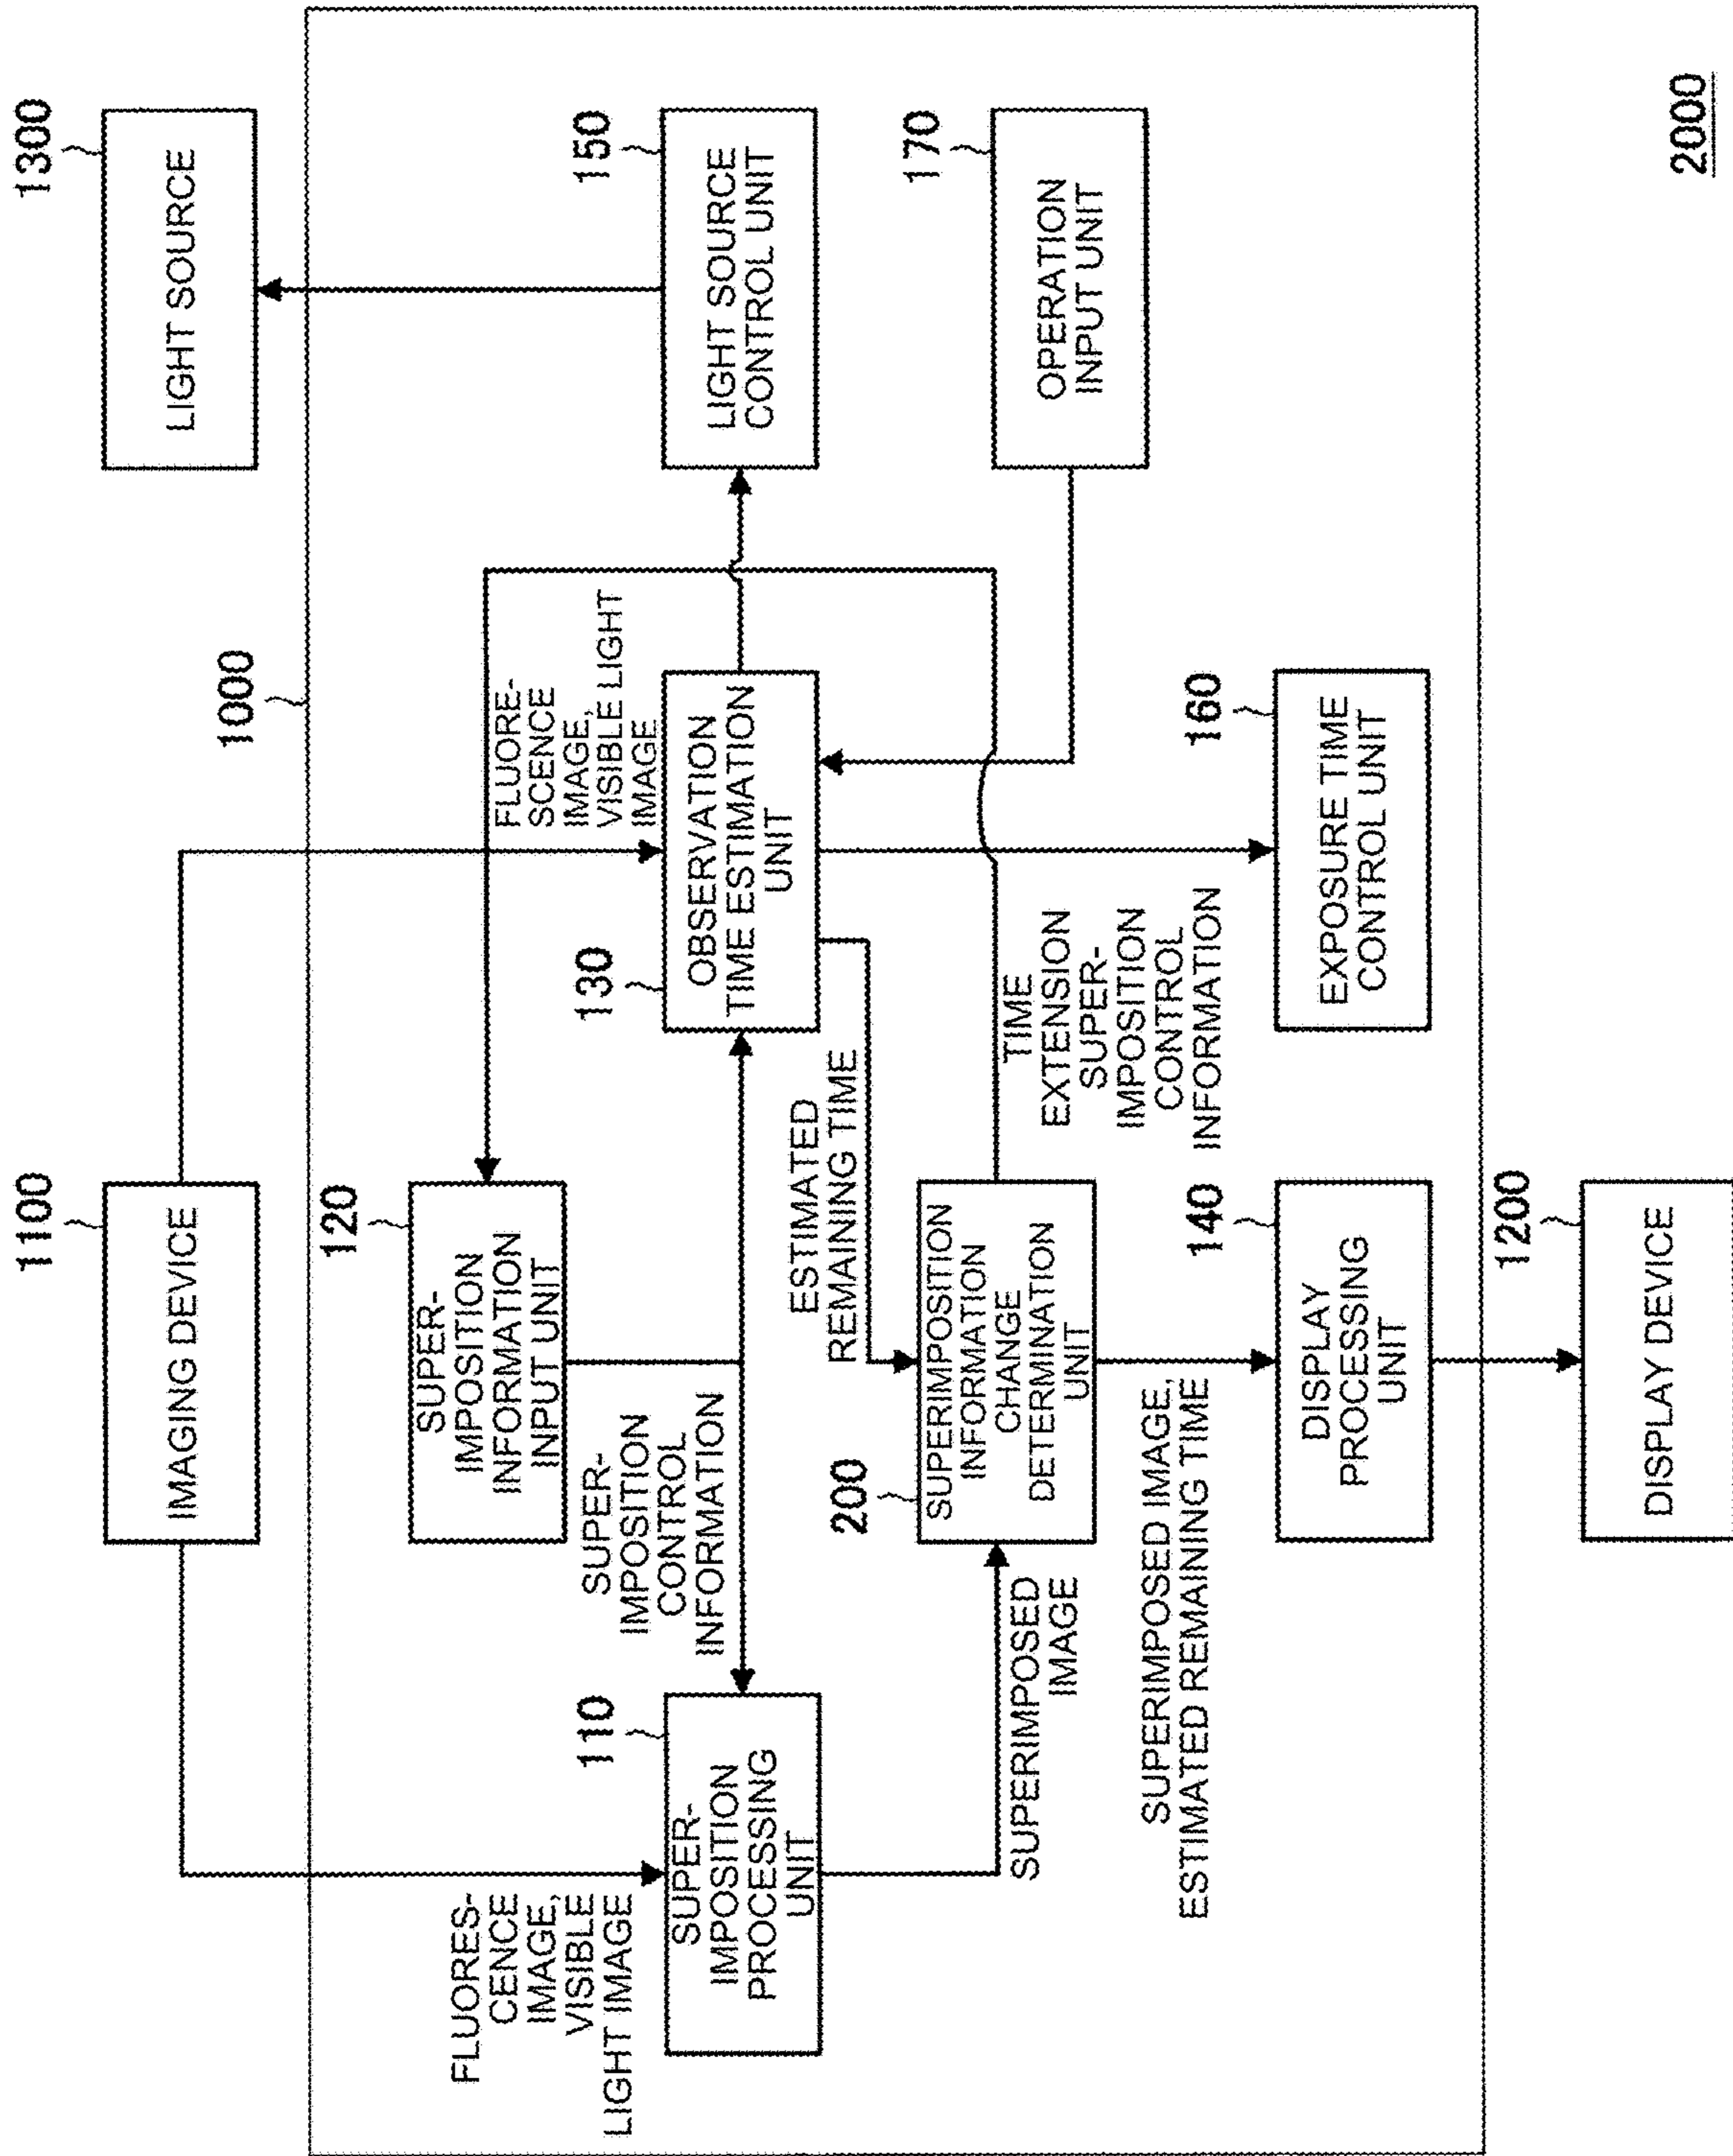 1100
IMAGING DEVICE
1300
LIGHT SOURCE
1000
FLUORES-
CENCE
IMAGE,
VISIBLE
LIGHT IMAGE
120
SUPER-
IMPOSITION
INFORMATION
INPUT UNIT
FLUORE-
SCENCE
IMAGE,
VISIBLE LIGHT
IMAGE
110
SUPER-
IMPOSITION
PROCESSING
UNIT
SUPER-
IMPOSITION
CONTROL
INFORMATION
130
OBSERVATION
TIME ESTIMATION
UNIT
150
LIGHT SOURCE
CONTROL UNIT
ESTIMATED
REMAINING TIME
200
SUPERIMPOSITION
INFORMATION
CHANGE
DETERMINATION
UNIT
SUPERIMPOSED
IMAGE
TIME
EXTENSION
SUPER-
IMPOSITION
CONTROL
INFORMATION
170
OPERATION
INPUT UNIT
SUPERIMPOSED IMAGE,
ESTIMATED REMAINING TIME
140
DISPLAY
PROCESSING
UNIT
160
EXPOSURE TIME
CONTROL UNIT
1200
DISPLAY DEVICE
2000